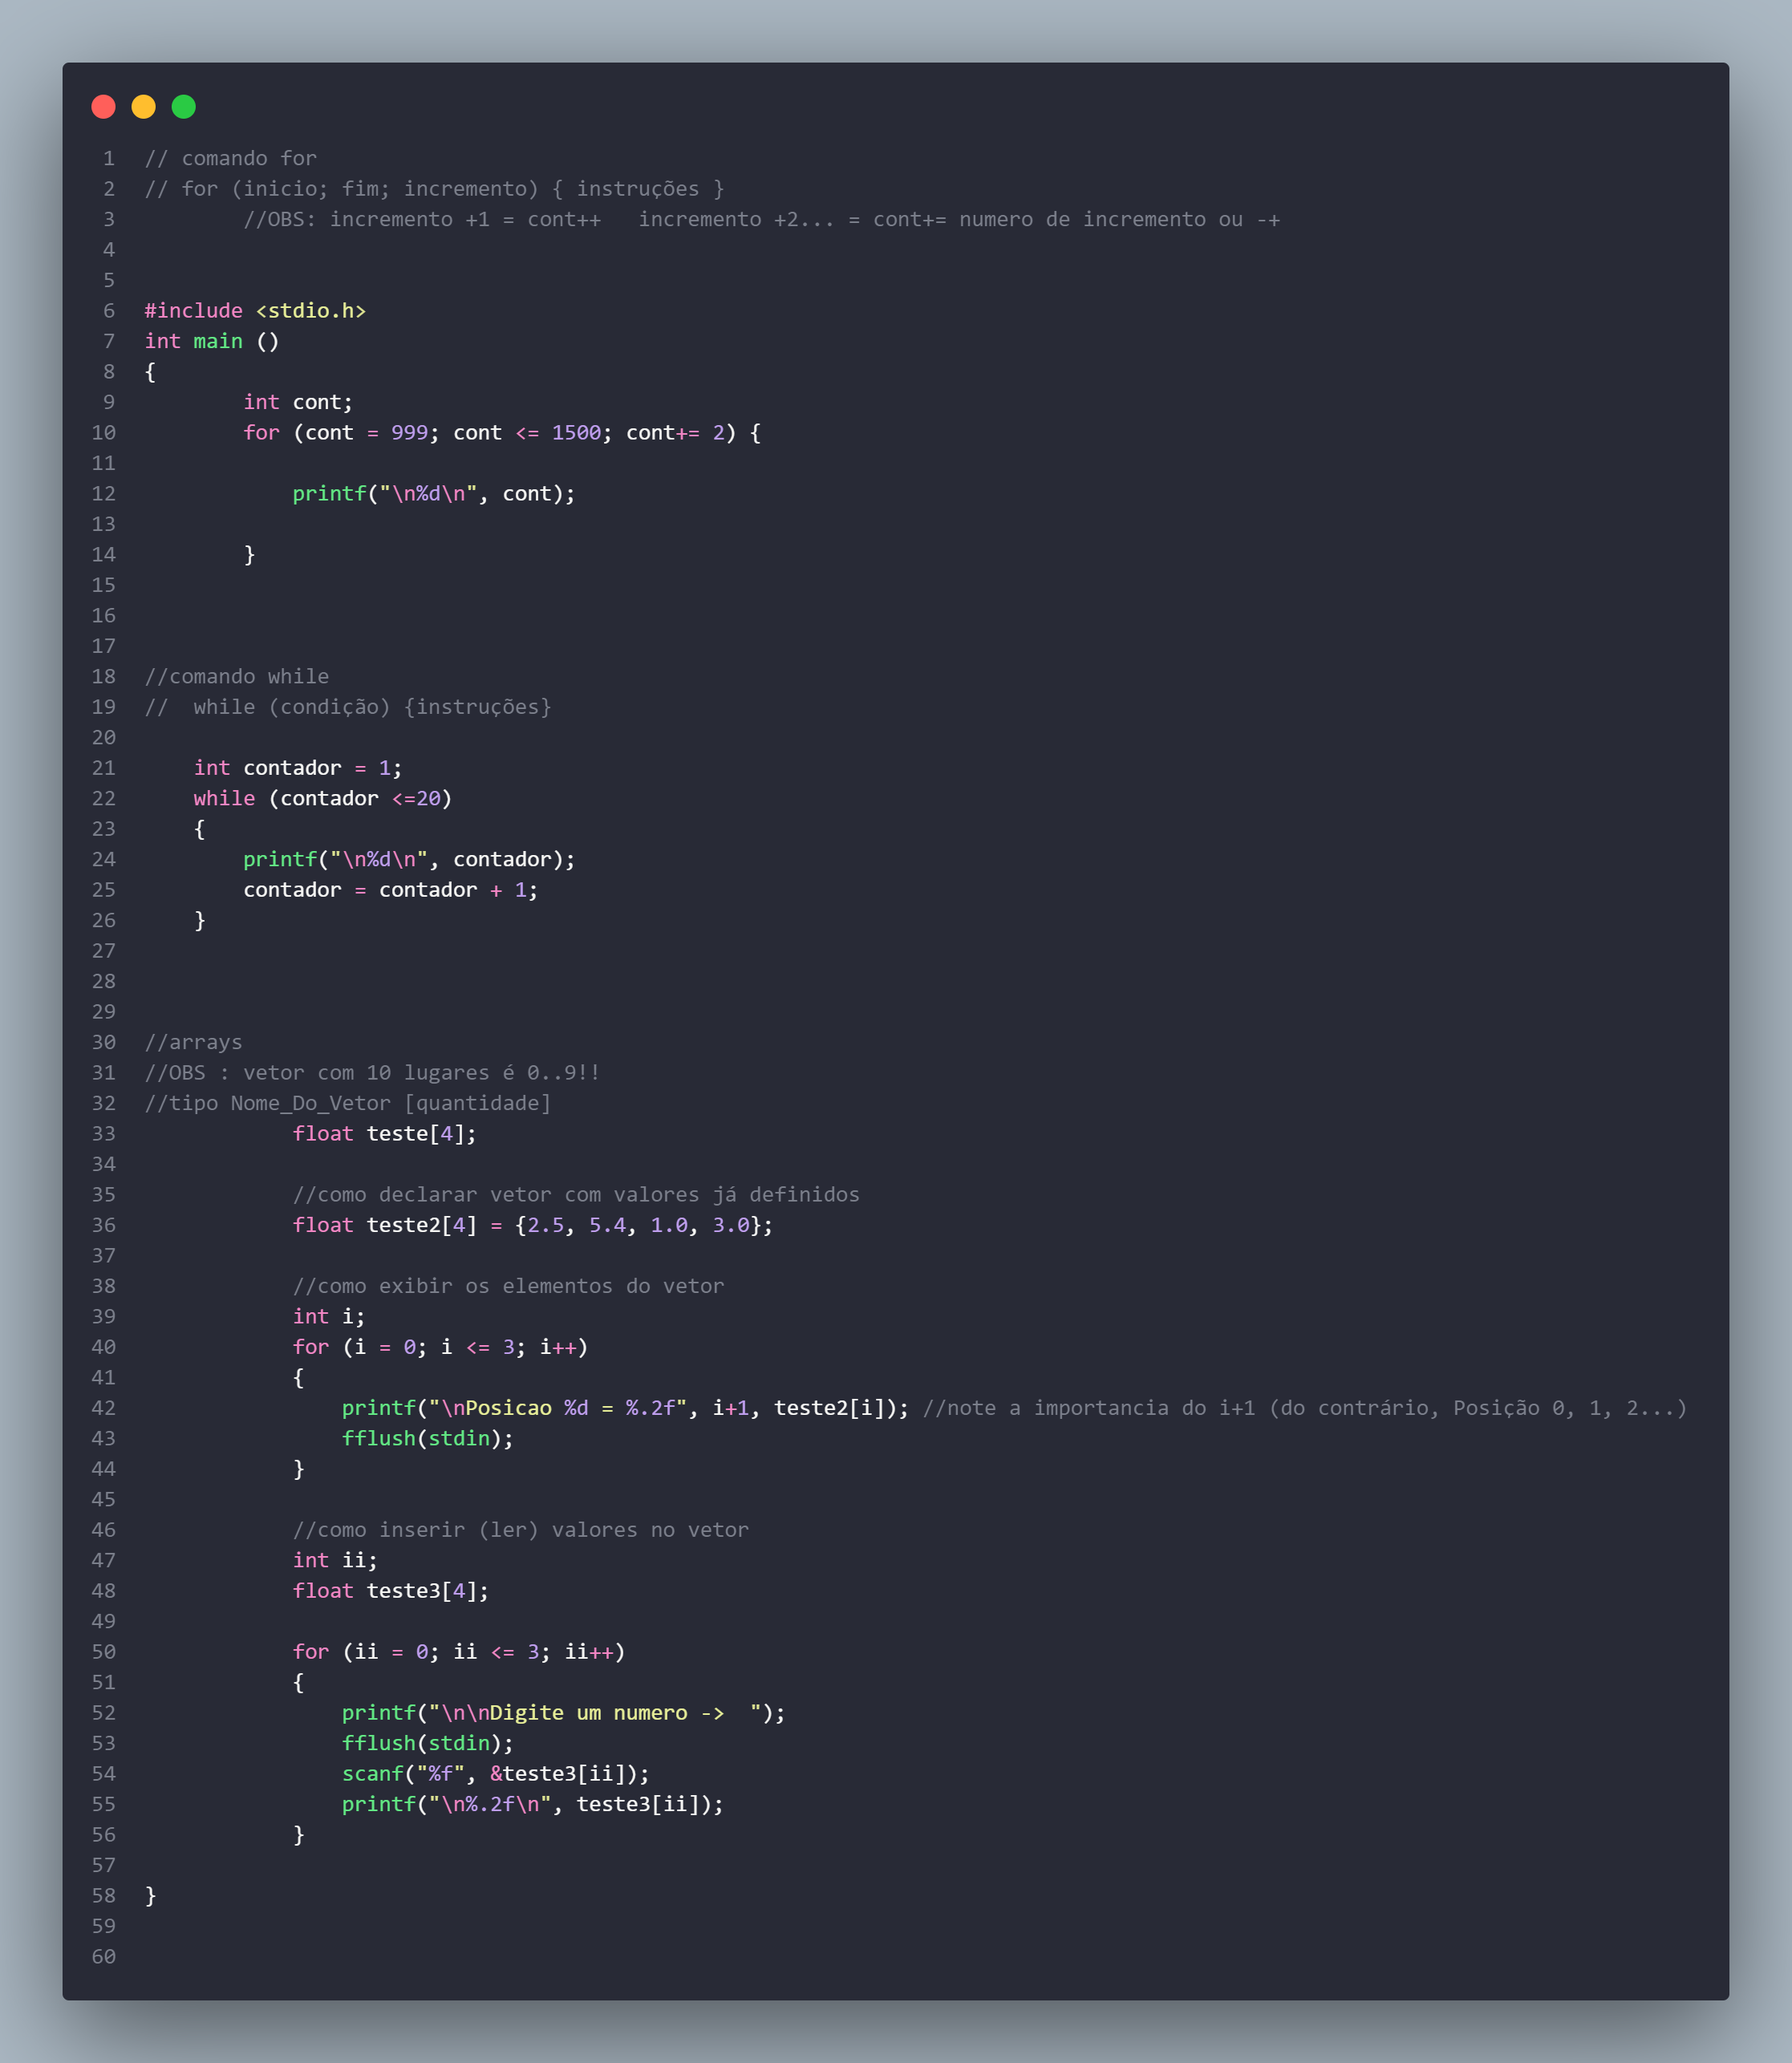 1 // comando for
2 // for (inicio; fim; incremento) { instruções }
3         //OBS: incremento +1 = cont++   incremento +2... = cont+= numero de incremento ou -+
4
5
6 #include <stdio.h>
7 int main ()
8 {
9         int cont;
10         for (cont = 999; cont <= 1500; cont+= 2) {
11
12             printf("\n%d\n", cont);
13
14         }
15
16
17
18 //comando while
19 //  while (condição) {instruções}
20
21     int contador = 1;
22     while (contador <=20)
23     {
24         printf("\n%d\n", contador);
25         contador = contador + 1;
26     }
27
28
29
30 //arrays
31 //OBS : vetor com 10 lugares é 0..9!!
32 //tipo Nome_Do_Vetor [quantidade]
33             float teste[4];
34
35             //como declarar vetor com valores já definidos
36             float teste2[4] = {2.5, 5.4, 1.0, 3.0};
37
38             //como exibir os elementos do vetor
39             int i;
40             for (i = 0; i <= 3; i++)
41             {
42                 printf("\nPosicao %d = %.2f", i+1, teste2[i]); //note a importancia do i+1 (do contrário, Posição 0, 1, 2...)
43                 fflush(stdin);
44             }
45
46             //como inserir (ler) valores no vetor
47             int ii;
48             float teste3[4];
49
50             for (ii = 0; ii <= 3; ii++)
51             {
52                 printf("\n\nDigite um numero ->  ");
53                 fflush(stdin);
54                 scanf("%f", &teste3[ii]);
55                 printf("\n%.2f\n", teste3[ii]);
56             }
57
58 }
59
60